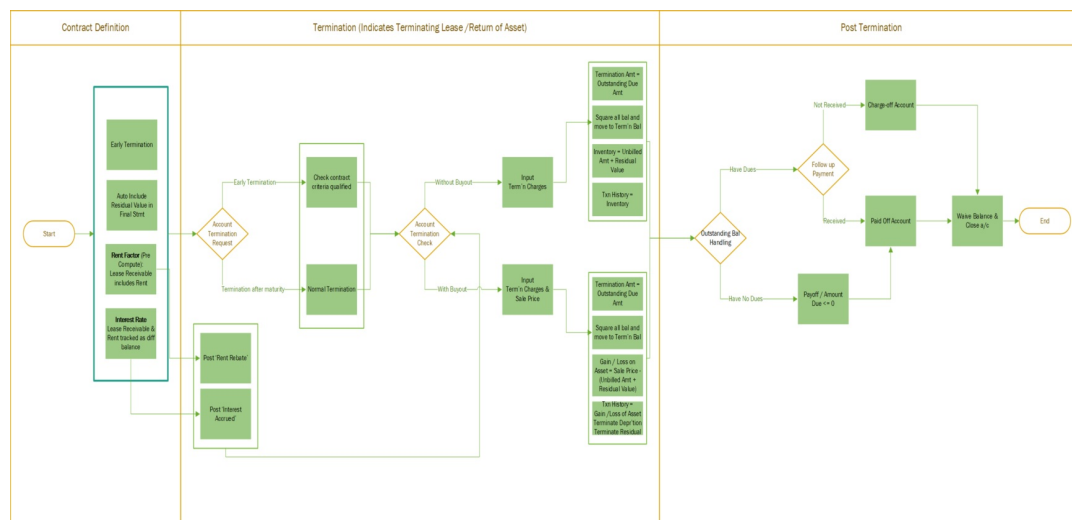 Contract Definition
Termination (Indicates Terminating Lease /Return of Asset)
Post Termination
Start
Early Termination
Auto Include
Residual Value in
Final Stmt
Rent Factor (Pre
Compute):
Lease Receivable
includes Rent
Interest Rate
Lease Receivable &
Rent tracked as diff
balance
Account
Termination
Request
Early Termination
Termination after maturity
Check contract
criteria qualified
Normal Termination
Post 'Rent Rebate'
Post 'Interest
Accrued'
Account
Termination
Check
Without Buyout
With Buyout
Input
Term'n Charges
Input
Term'n Charges &
Sale Price
Termination Amt =
Outstanding Due
Amt
Square all bal and
move to Term'n Bal
Inventory = Unbilled
Amt + Residual
Value
Txn History =
Inventory
Termination Amt =
Outstanding Due
Amt
Square all bal and
move to Term'n Bal
Gain / Loss on
Asset = Sale Price -
(Unbilled Amt +
Residual Value)
Txn History =
Gain /Loss of Asset
Terminate Depr'tion
Terminate Residual
Outstanding Bal
Handling
Have Dues
Have No Dues
Follow up
Payment
Not Received
Received
Charge-off Account
Paid Off Account
Payoff / Amount
Due <= 0
Waive Balance &
Close a/c
End